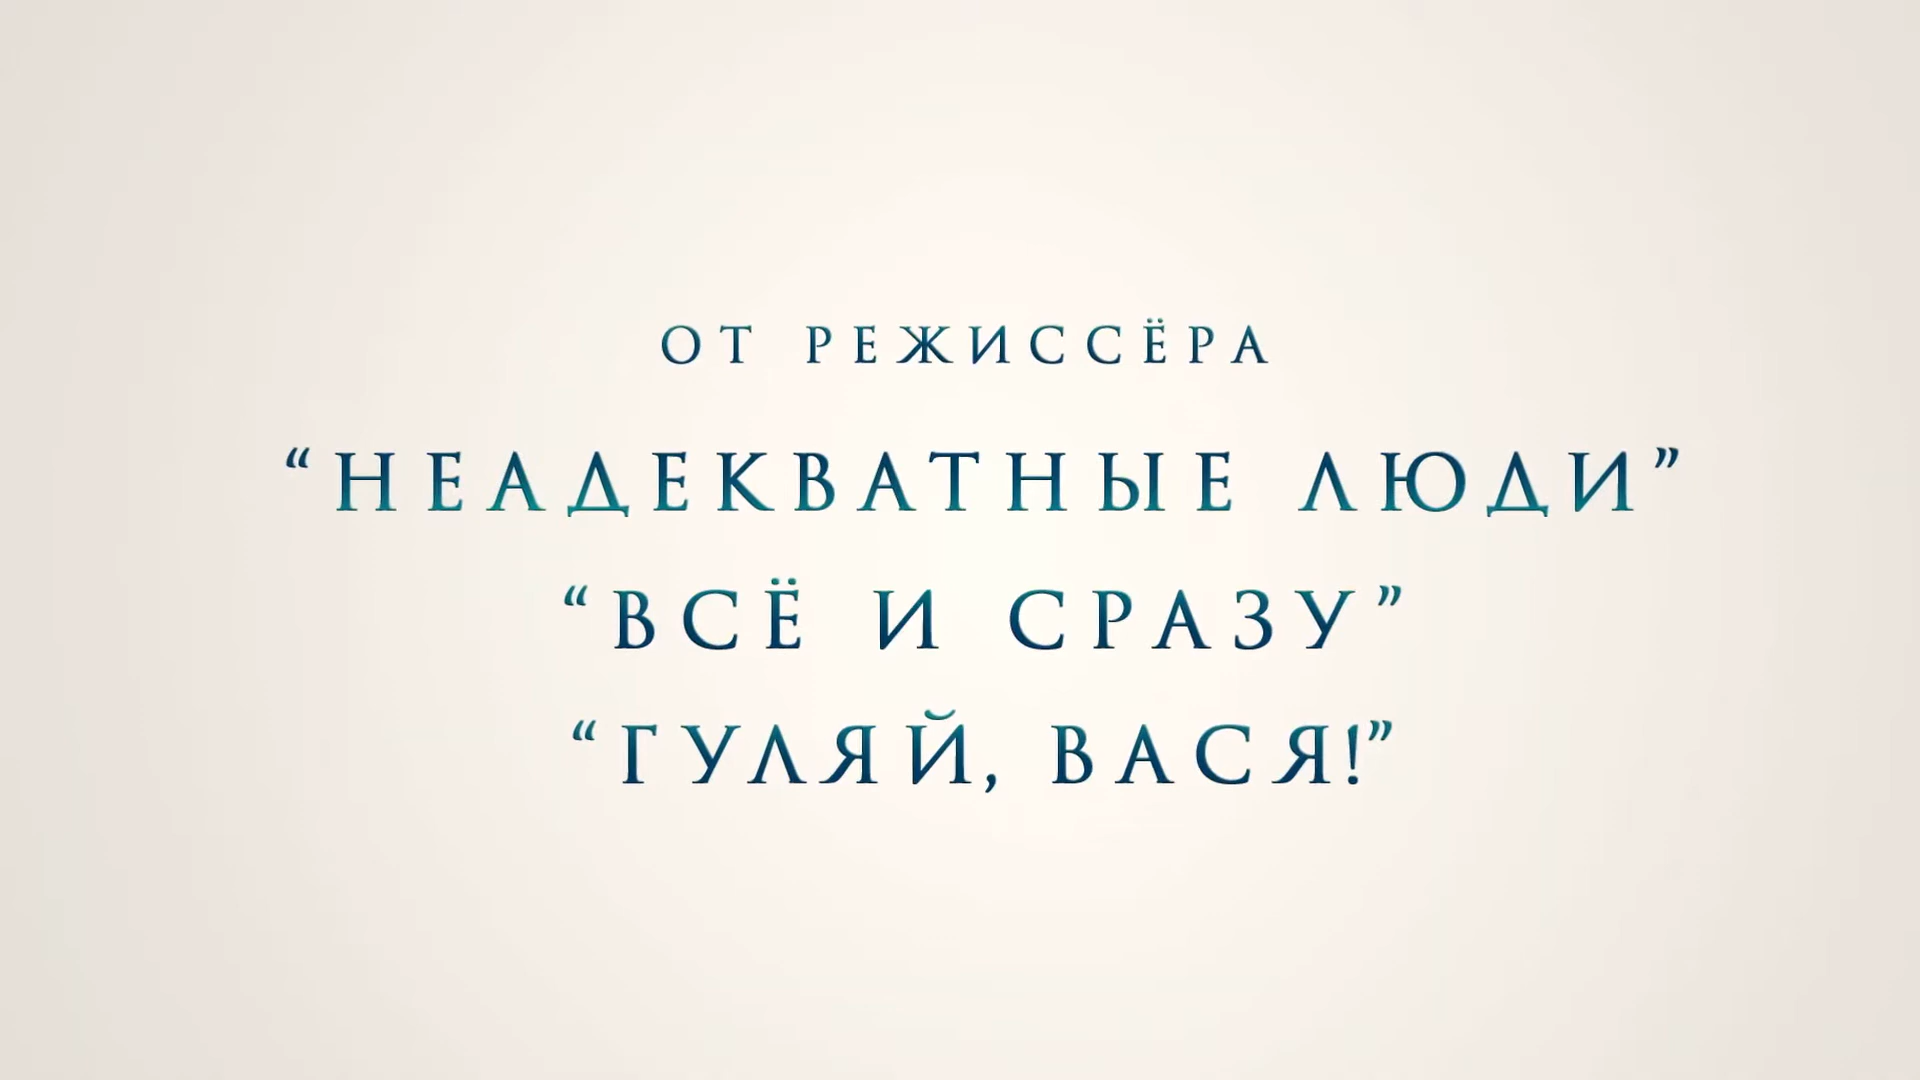 ОТ РЕЖИССЁРА
“НЕАДЕКВАТНЫЕ ЛЮДИ”
“ВСЁ И СРАЗУ”
“ГУЛЯЙ, ВАСЯ!”